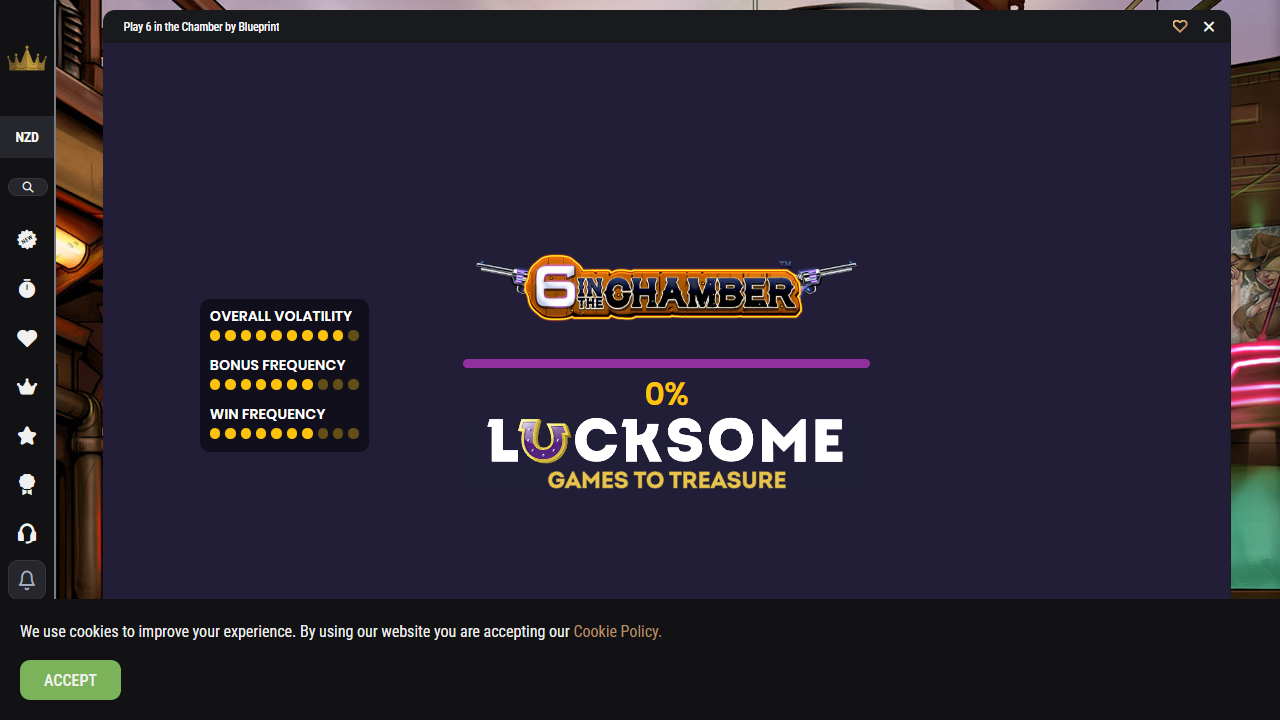 Play 6 in the Chamber by Blueprint
NZD
NEW
6 IN THE CHAMBER™
OVERALL VOLATILITY
BONUS FREQUENCY
WIN FREQUENCY
0%
LUCKSOME
GAMES TO TREASURE
We use cookies to improve your experience. By using our website you are accepting our Cookie Policy.
ACCEPT